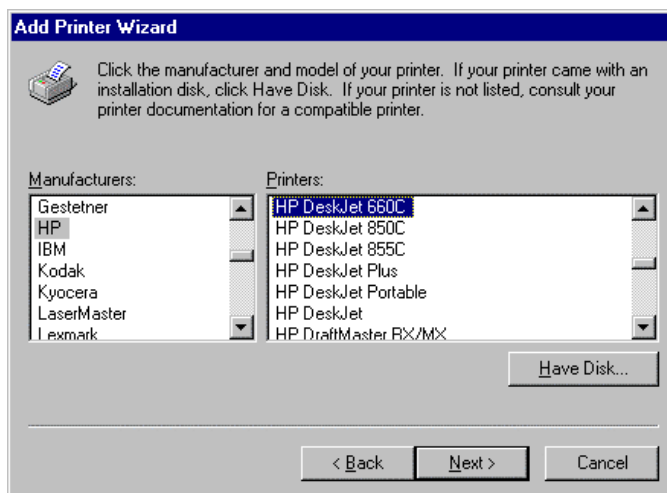 Add Printer Wizard
Click the manufacturer and model of your printer. If your printer came with an
installation disk, click Have Disk. If your printer is not listed, consult your
printer documentation for a compatible printer.
Manufacturers:
Gestetner
HP
IBM
Kodak
Kyocera
LaserMaster
Lexmark
Printers:
HP DeskJet 660C
HP DeskJet 850C
HP DeskJet 855C
HP DeskJet Plus
HP DeskJet Portable
HP DeskJet
HP DraftMaster RX/MX
Have Disk...
< Back
Next >
Cancel